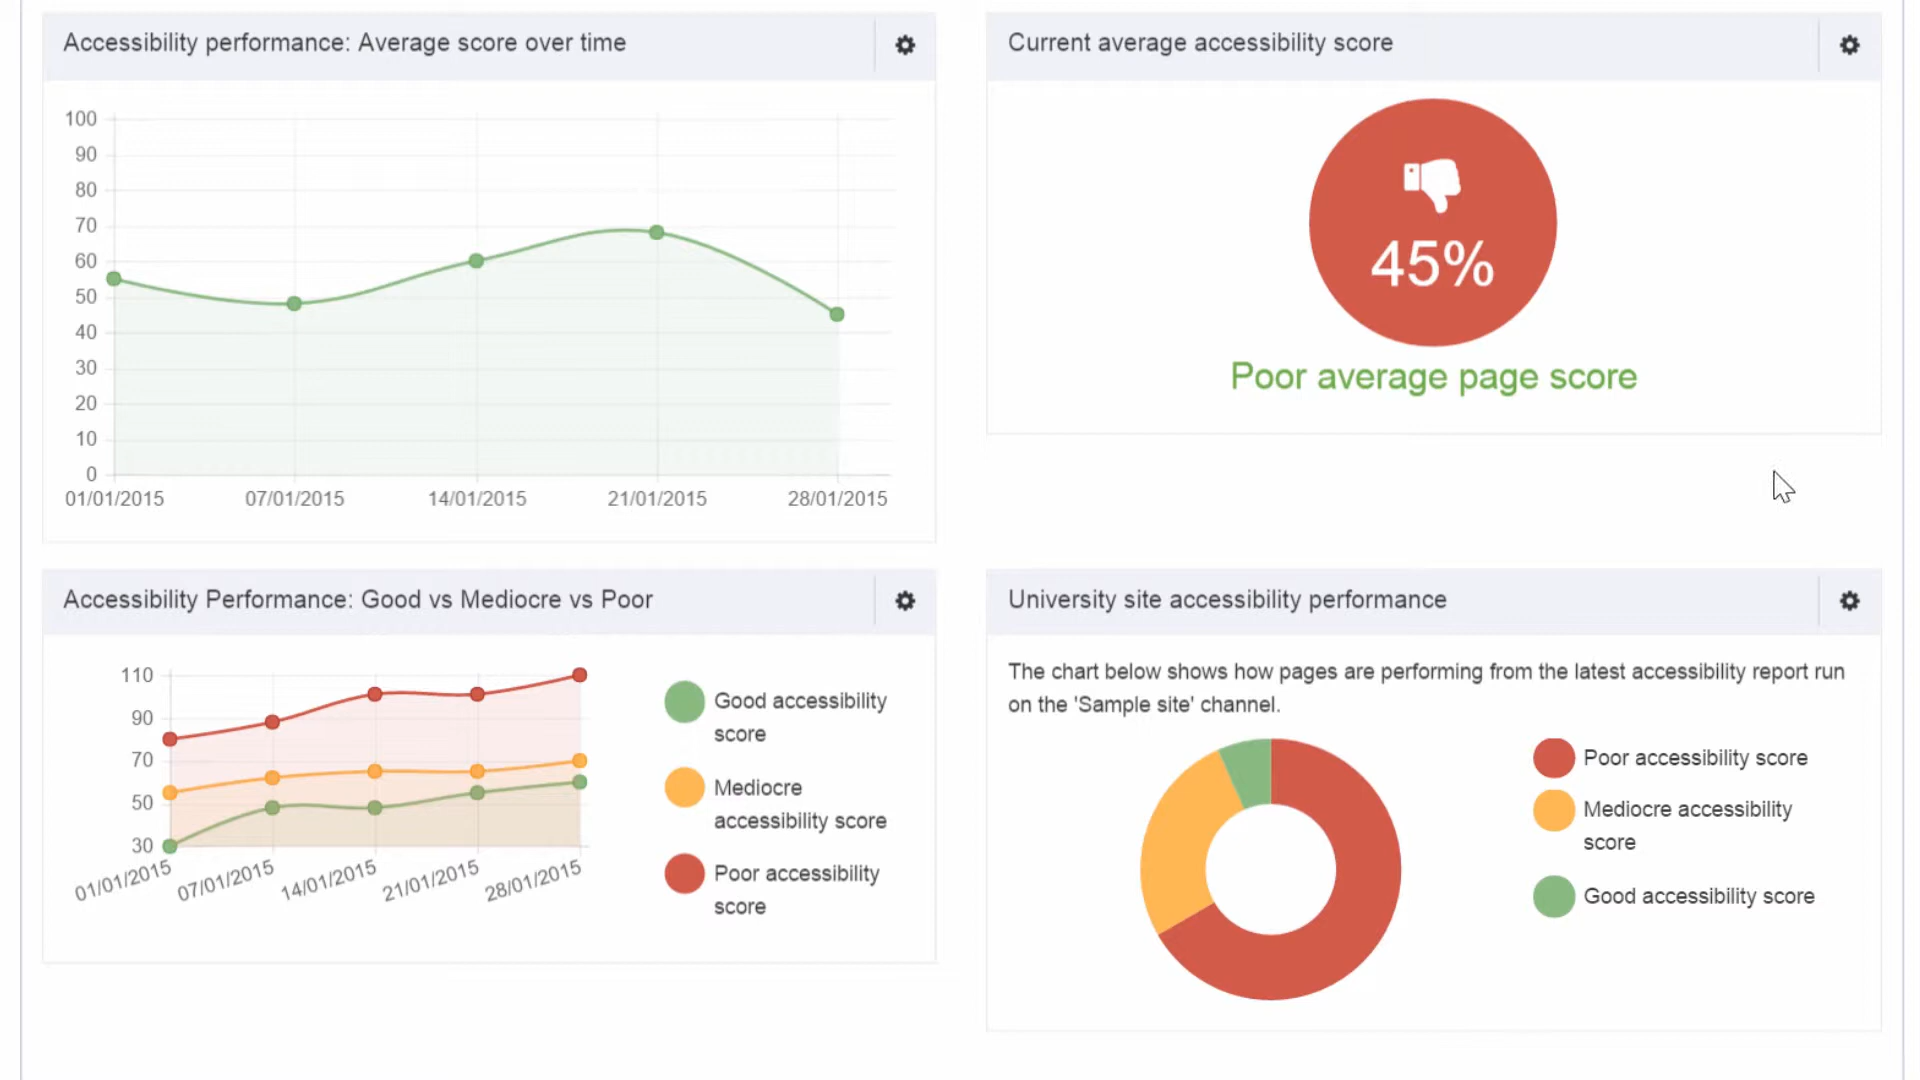 Accessibility performance: Average score over time
100
90
80
70
60
50
40
30
20
10
0
01/01/2015 07/01/2015 14/01/2015 21/01/2015 28/01/2015
Current average accessibility score
45%
Poor average page score
Accessibility Performance: Good vs Mediocre vs Poor
110
90
70
50
30
01/01/2015 07/01/2015 14/01/2015 21/01/2015 28/01/2015
Good accessibility
score
Mediocre
accessibility score
Poor accessibility
score
University site accessibility performance
The chart below shows how pages are performing from the latest accessibility report run
on the 'Sample site' channel.
Poor accessibility score
Mediocre accessibility
score
Good accessibility score